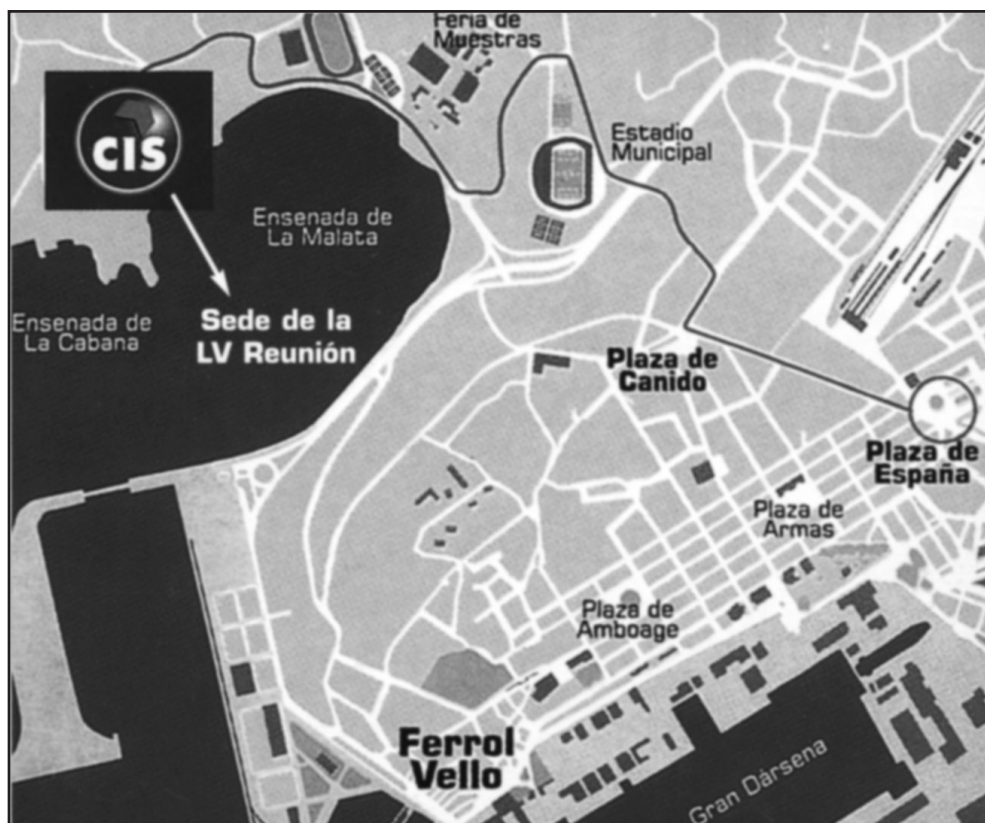 Feria de
Muestras
CIS
Estadio
Municipal
Ensenada de
La Malata
Ensenada de
La Cabana
Sede de la
LV Reunión
Plaza de
Canido
Plaza de
España
Plaza de
Armas
Plaza de
Amboage
Ferrol
Vello
Gran Dársena